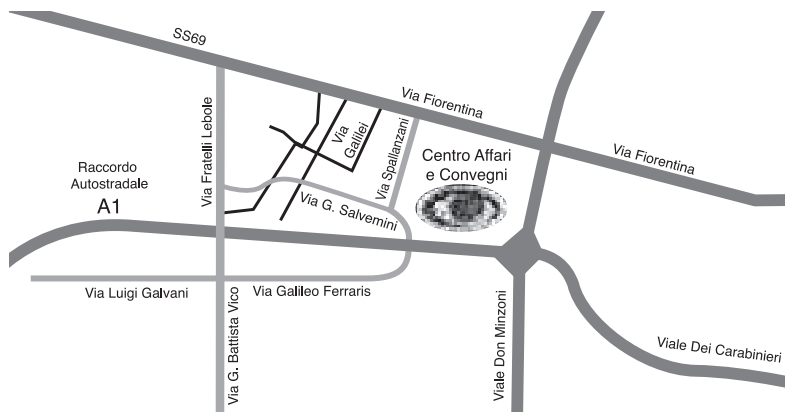 SS69
Via Fiorentina
Via Fratelli Lebole
Via
Galilei
Via Spallanzani
Centro Affari
e Convegni
Via Fiorentina
Raccordo
Autostradale
A1
Via G. Salvemini
Via Luigi Galvani
Via Galileo Ferraris
Via G. Battista Vico
Viale Don Minzoni
Viale Dei Carabinieri